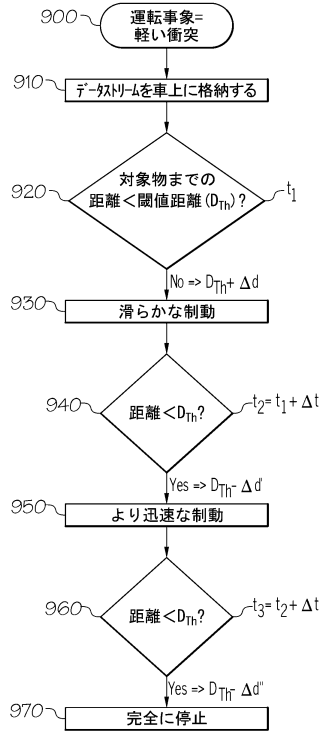 900
運転事象=
軽い衝突
910
データストリームを車上に格納する
920
対象物までの
距離<閾値距離(DTh)?
t1
No => DTh+ Δd
930
滑らかな制動
940
距離<DTh?
t2= t1 + Δt
Yes => DTh- Δd'
950
より迅速な制動
960
距離<DTh?
t3= t2 + Δt
Yes => DTh- Δd"
970
完全に停止